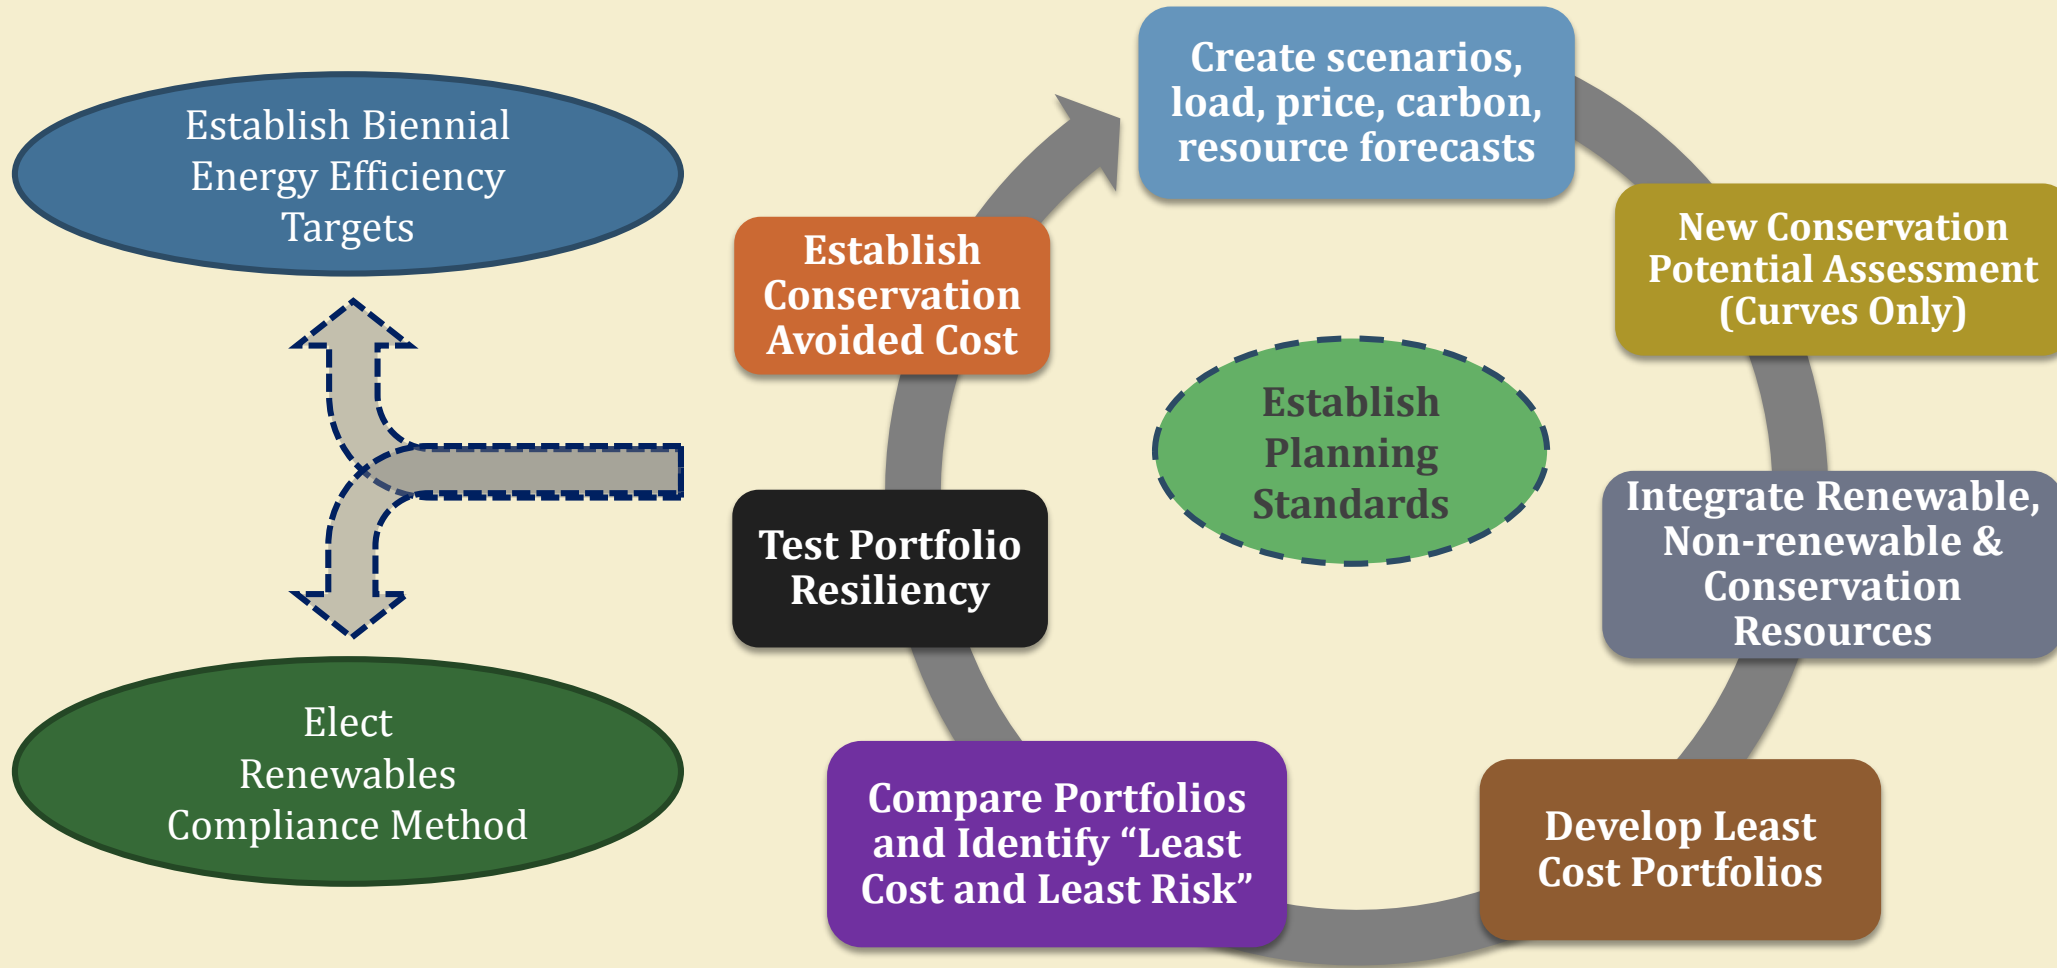 Establish Biennial
Energy Efficiency
Targets
Elect
Renewables
Compliance Method
Create scenarios,
load, price, carbon,
resource forecasts
New Conservation
Potential Assessment
(Curves Only)
Integrate Renewable,
Non-renewable &
Conservation
Resources
Develop Least
Cost Portfolios
Compare Portfolios
and Identify “Least
Cost and Least Risk”
Test Portfolio
Resiliency
Establish
Conservation
Avoided Cost
Establish
Planning
Standards